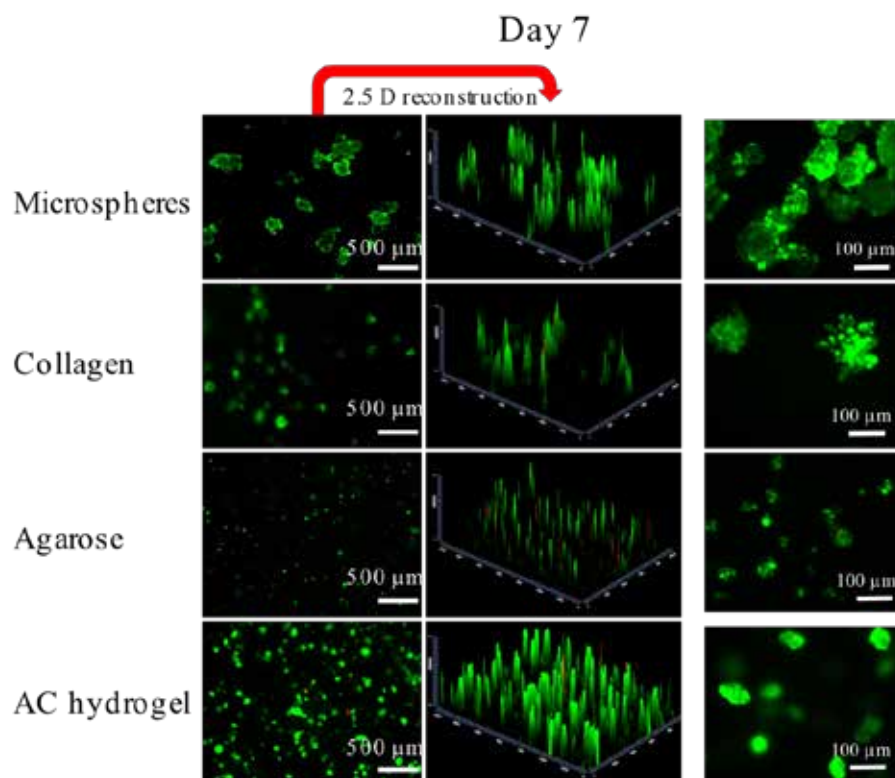 Day 7
2.5 D reconstruction
Microspheres
500 µm
100 µm
Collagen
500 µm
100 µm
Agarose
500 µm
100 µm
AC hydrogel
500 µm
100 µm